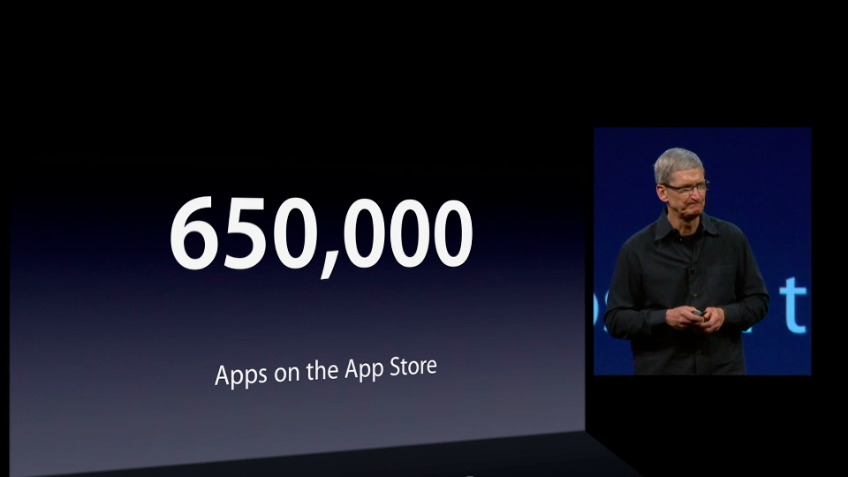 650,000
Apps on the App Store
t